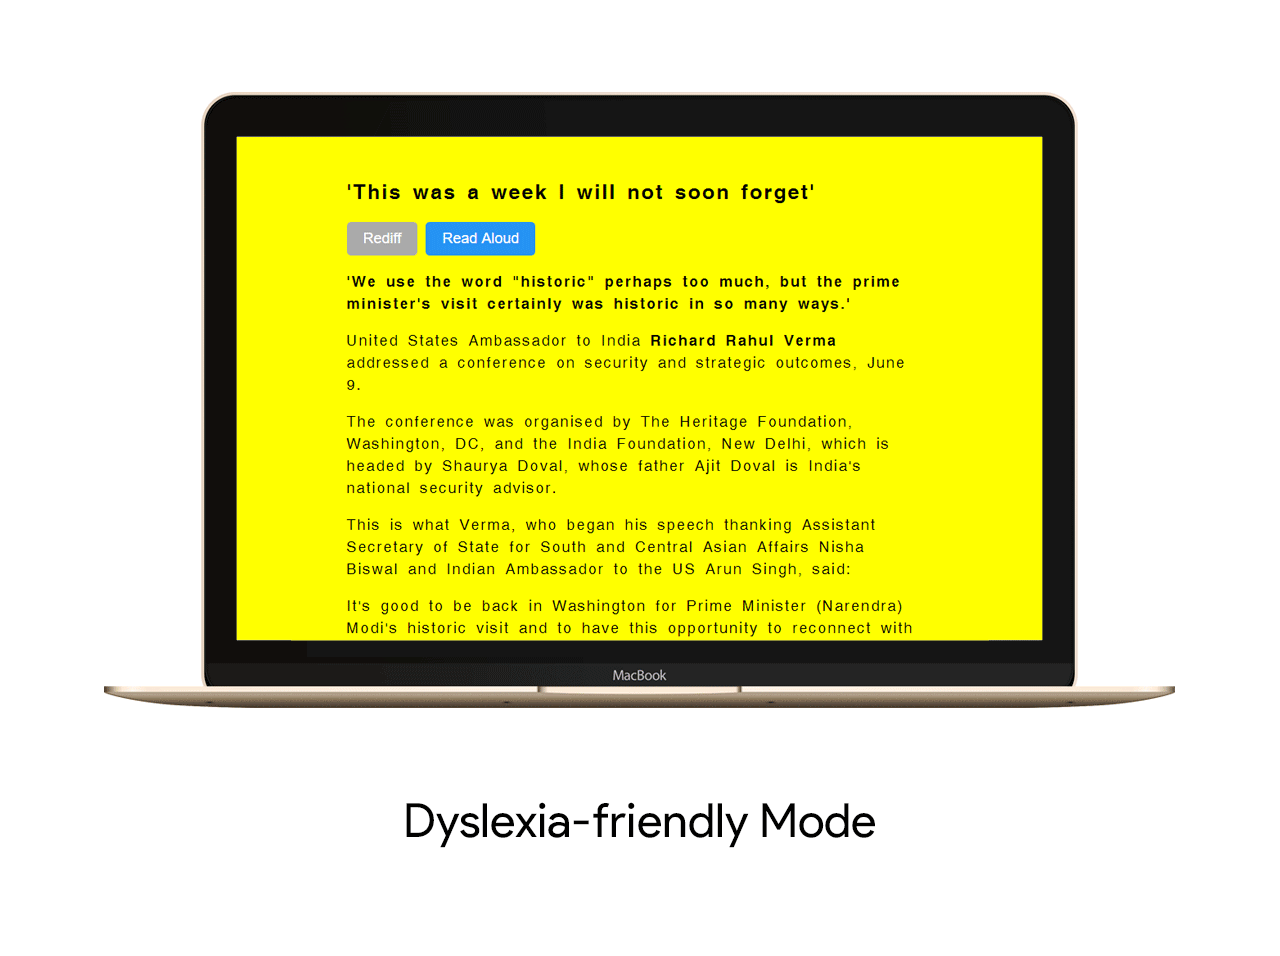 'This was a week I will not soon forget'
Rediff Read Aloud
'We use the word "historic" perhaps too much, but the prime
minister's visit certainly was historic in so many ways.'
United States Ambassador to India Richard Rahul Verma
addressed a conference on security and strategic outcomes, June
9.
The conference was organised by The Heritage Foundation,
Washington, DC, and the India Foundation, New Delhi, which is
headed by Shaurya Doval, whose father Ajit Doval is India's
national security advisor.
This is what Verma, who began his speech thanking Assistant
Secretary of State for South and Central Asian Affairs Nisha
Biswal and Indian Ambassador to the US Arun Singh, said:
It's good to be back in Washington for Prime Minister (Narendra)
Modi's historic visit and to have this opportunity to reconnect with
MacBook
Dyslexia-friendly Mode